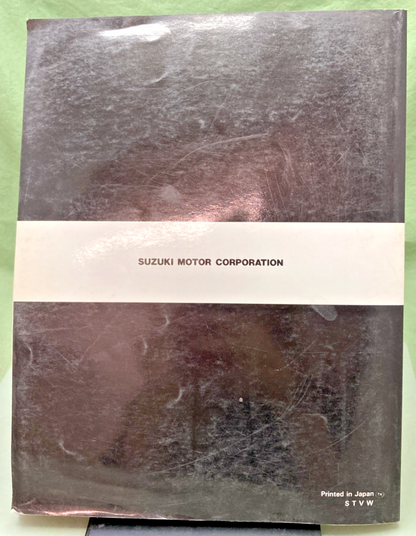 SUZUKI MOTOR CORPORATION
Printed in Japan
S T V W